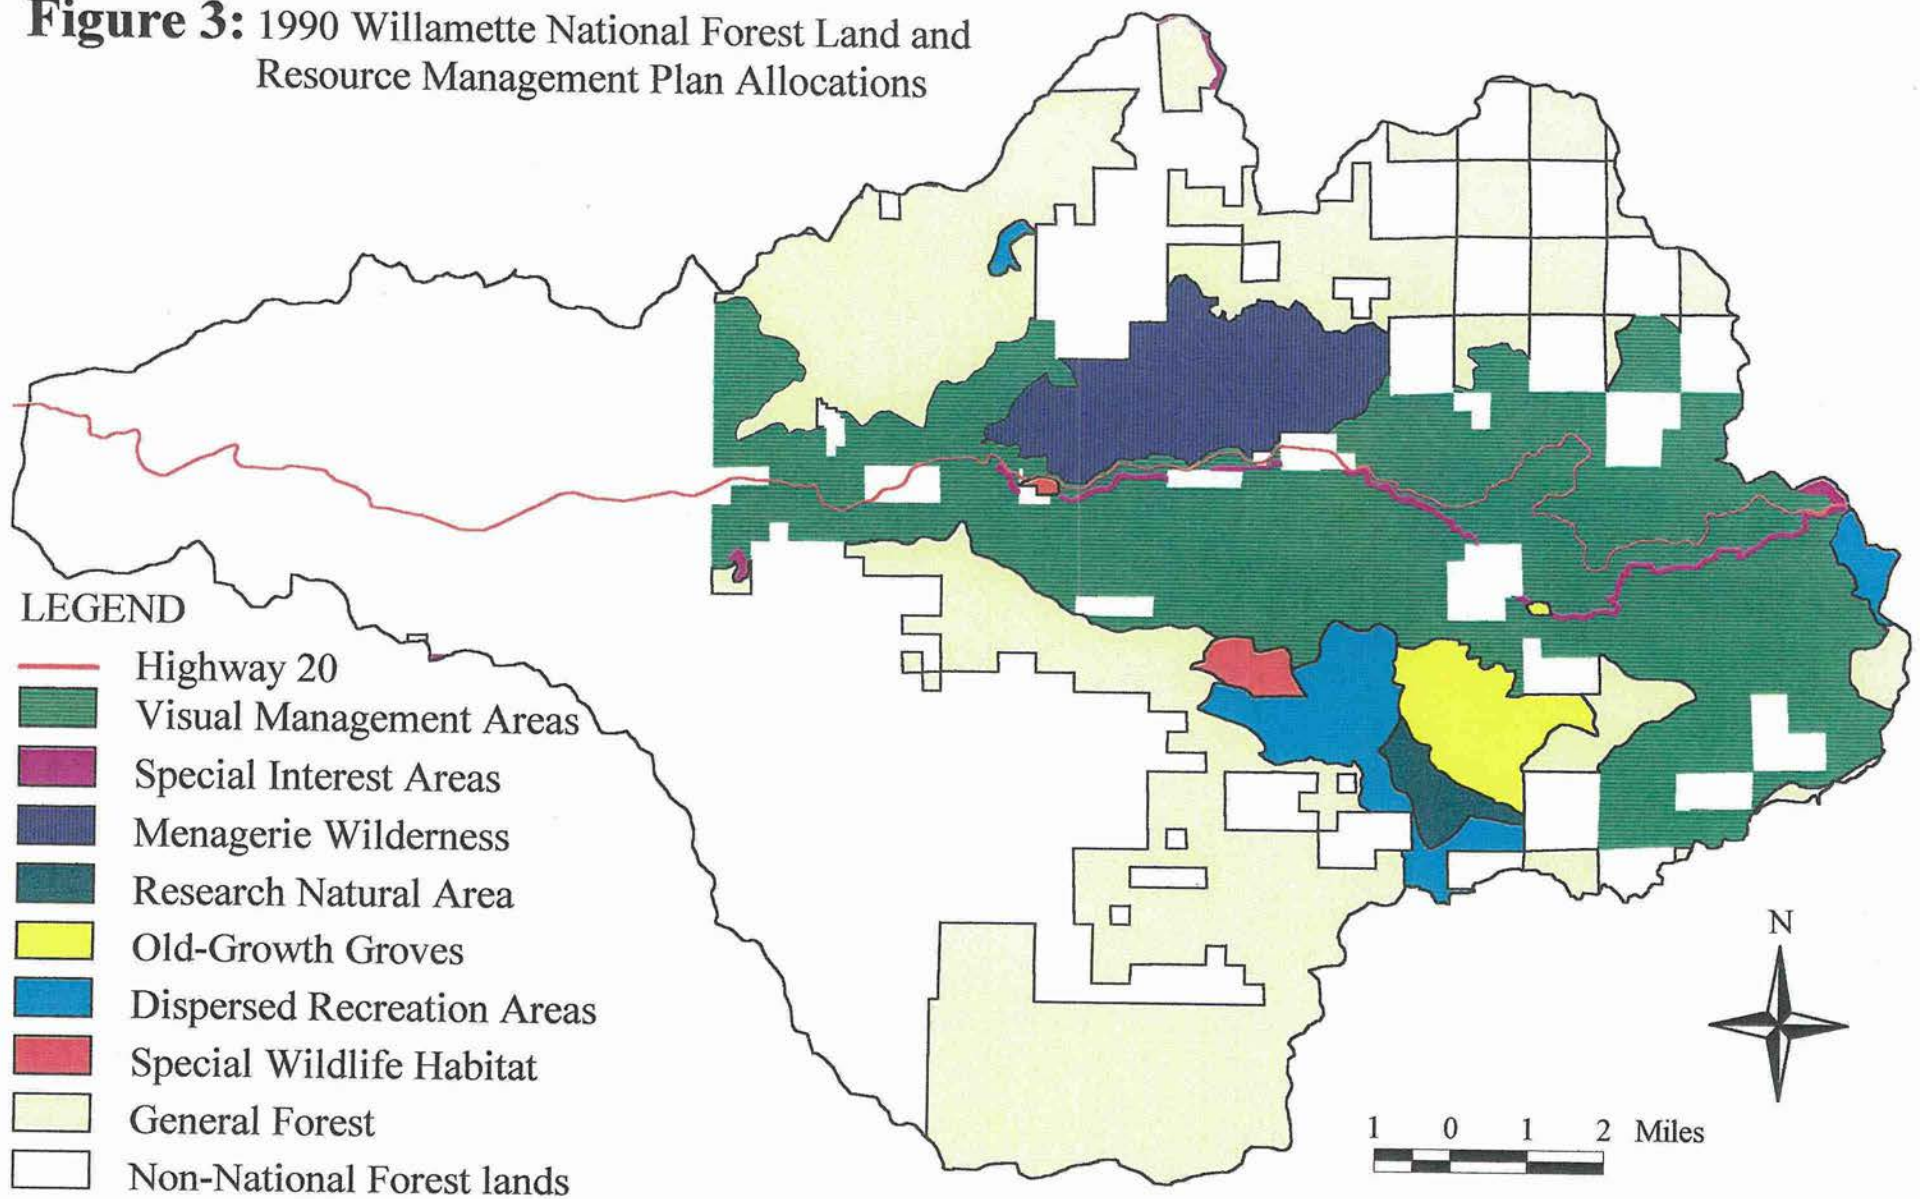 Figure 3: 1990 Willamette National Forest Land and
Resource Management Plan Allocations
LEGEND
Highway 20
Visual Management Areas
Special Interest Areas
Menagerie Wilderness
Research Natural Area
Old-Growth Groves
Dispersed Recreation Areas
Special Wildlife Habitat
General Forest
Non-National Forest lands
N
1 0 1 2 Miles